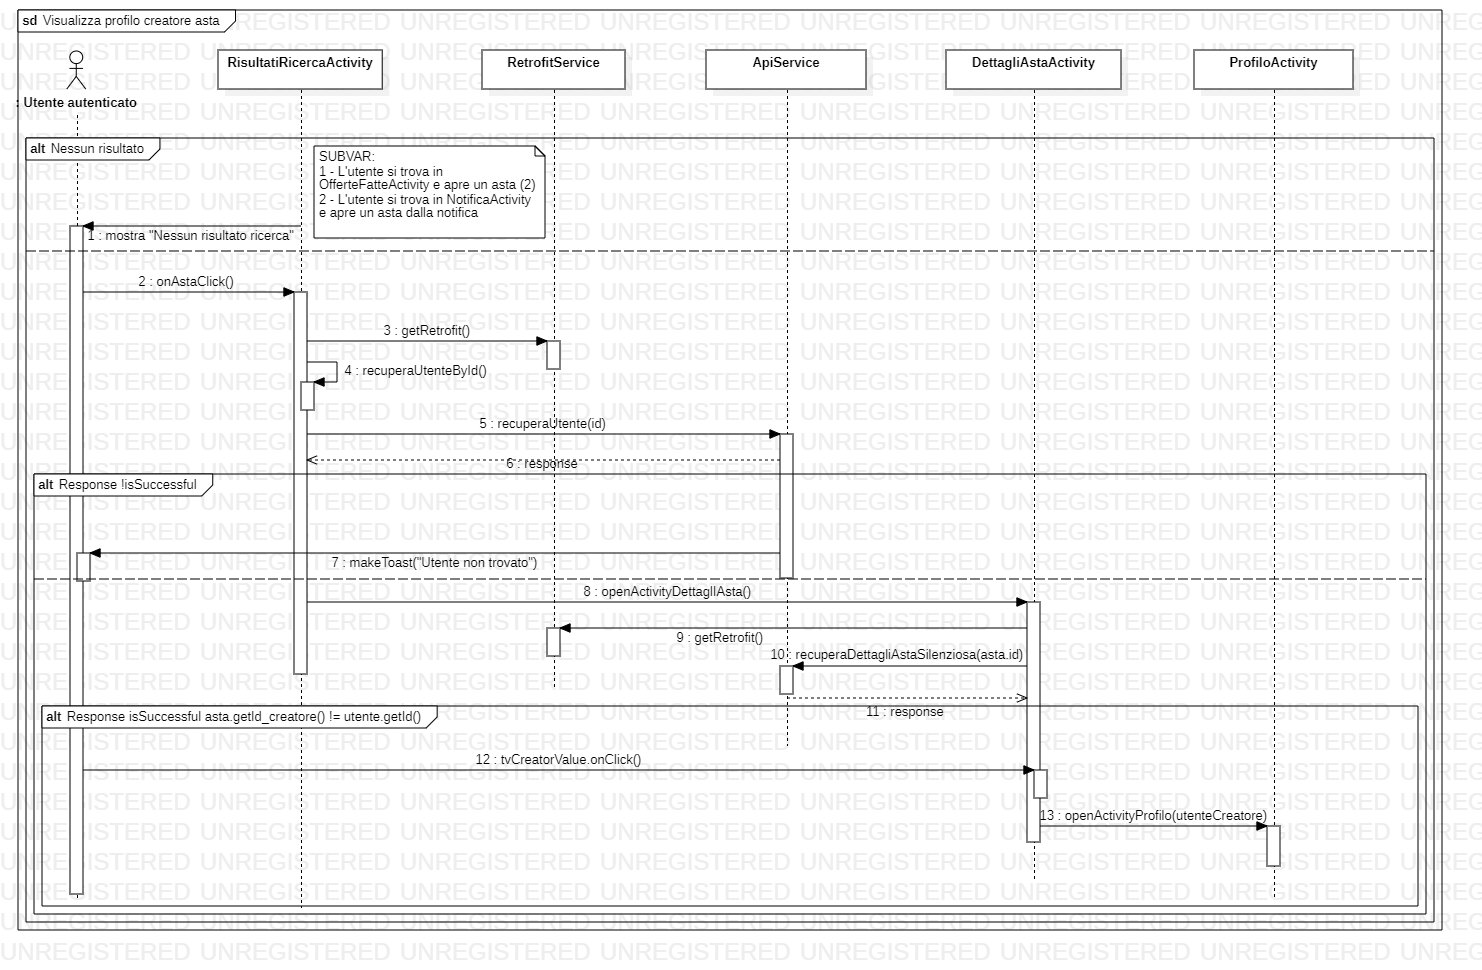 sd Visualizza profilo creatore asta
: Utente autenticato
RisultatiRicercaActivity
RetrofitService
ApiService
DettagliAstaActivity
ProfiloActivity
alt Nessun risultato
SUBVAR:
1 - L'utente si trova in
OfferteFatteActivity e apre un asta (2)
2 - L'utente si trova in NotificaActivity
e apre un asta dalla notifica
1 : mostra "Nessun risultato ricerca"
2 : onAstaClick()
3 : getRetrofit()
4 : recuperaUtenteById()
5 : recuperaUtente(id)
6 : response
alt Response !isSuccessful
7 : makeToast("Utente non trovato")
8 : openActivityDettagliAsta()
9 : getRetrofit()
10 : recuperaDettagliAstaSilenziosa(asta.id)
11 : response
alt Response isSuccessful asta.getId_creatore() != utente.getId()
12 : tvCreatorValue.onClick()
13 : openActivityProfilo(utenteCreatore)
UNREGISTERED